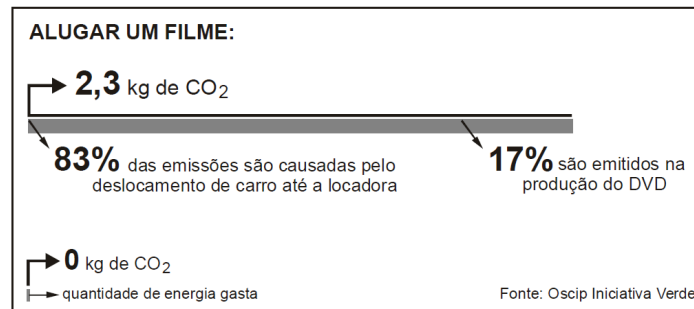 ALUGAR UM FILME:
2,3 kg de CO₂
83% das emissões são causadas pelo
deslocamento de carro até a locadora
17% são emitidos na
produção do DVD
0 kg de CO₂
quantidade de energia gasta
Fonte: Oscip Iniciativa Verde